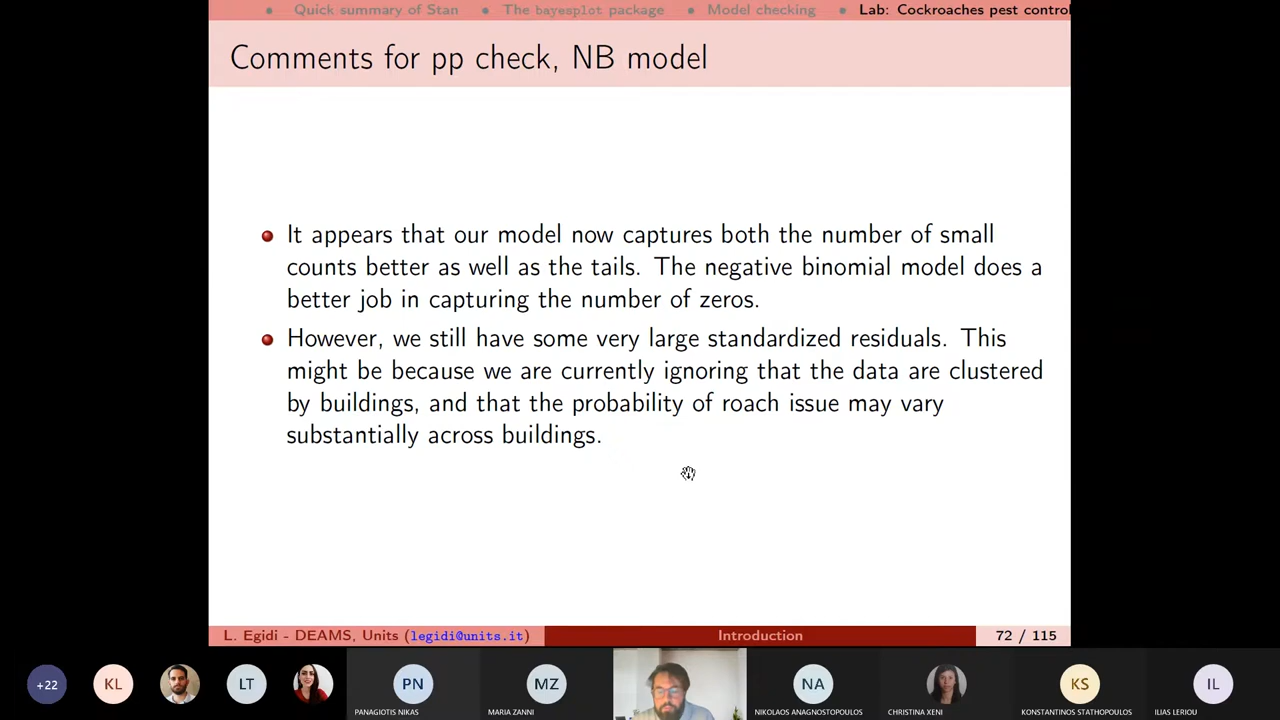 Quick summary of Stan The bayesplot package Model checking Lab: Cockroaches pest control
Comments for pp check, NB model
It appears that our model now captures both the number of small
counts better as well as the tails. The negative binomial model does a
better job in capturing the number of zeros.
However, we still have some very large standardized residuals. This
might be because we are currently ignoring that the data are clustered
by buildings, and that the probability of roach issue may vary
substantially across buildings.
L. Egidi - DEAMS, Units (legidi@units.it) Introduction 72 / 115
+22 KL LT PN MZ NA KS IL
PANAGIOTIS NIKAS MARIA ZANNI NIKOLAOS ANAGNOSTOPOULOS CHRISTINA XENI KONSTANTINOS STATHOPOULOS ILIAS LERIOU